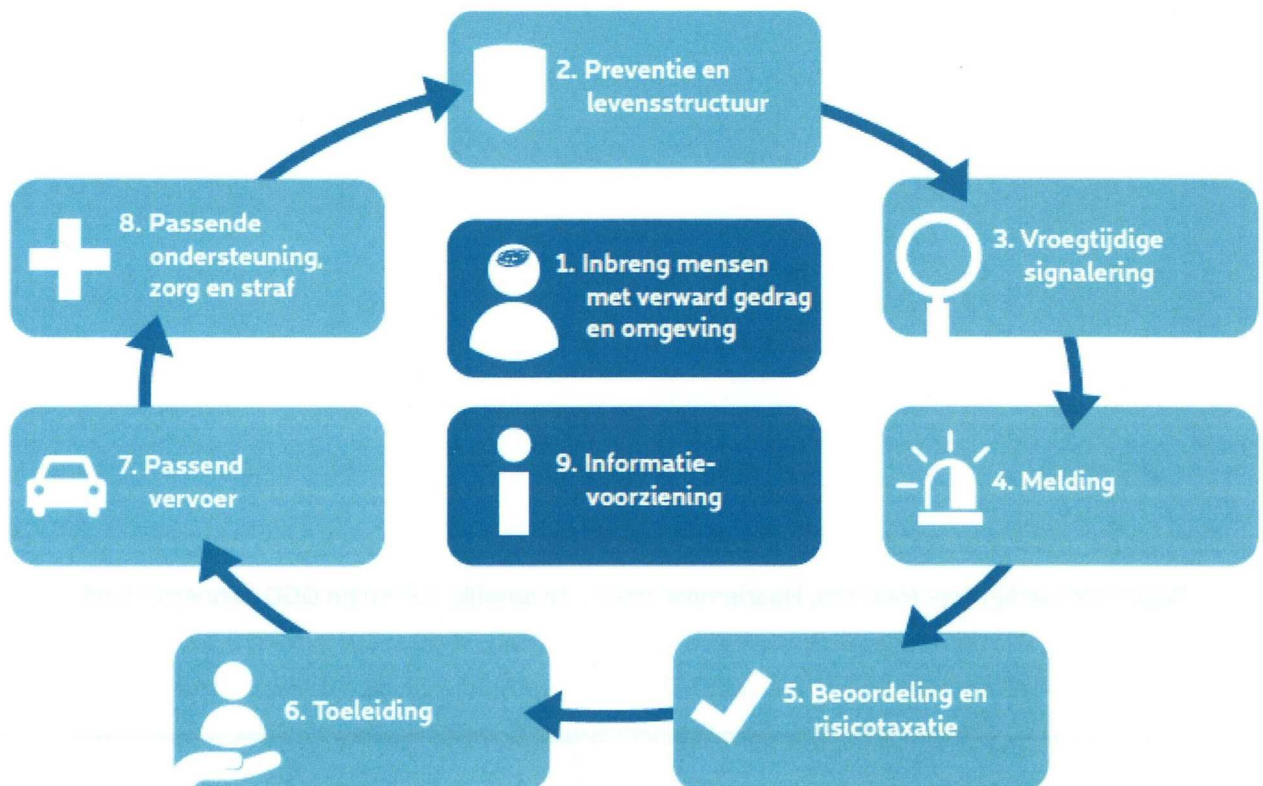 2. Preventie en
levensstructuur
8. Passende
ondersteuning,
zorg en straf
1. Inbreng mensen
met verward gedrag
en omgeving
3. Vroegtijdige
signalering
7. Passend
vervoer
9. Informatie-
voorziening
4. Melding
6. Toeleiding
5. Beoordeling en
risicotaxatie